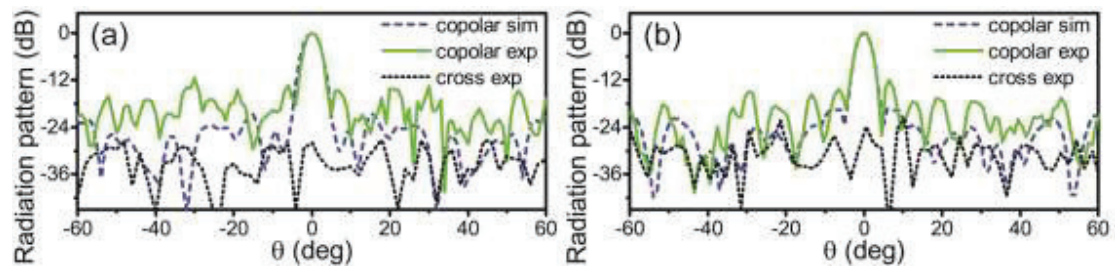 Radiation pattern (dB)
0
-12
-24
-36
(a)
copolar sim
copolar exp
cross exp
-60 -40 -20 0 20 40 60
θ (deg)
Radiation pattern (dB)
0
-12
-24
-36
(b)
copolar sim
copolar exp
cross exp
-60 -40 -20 0 20 40 60
θ (deg)